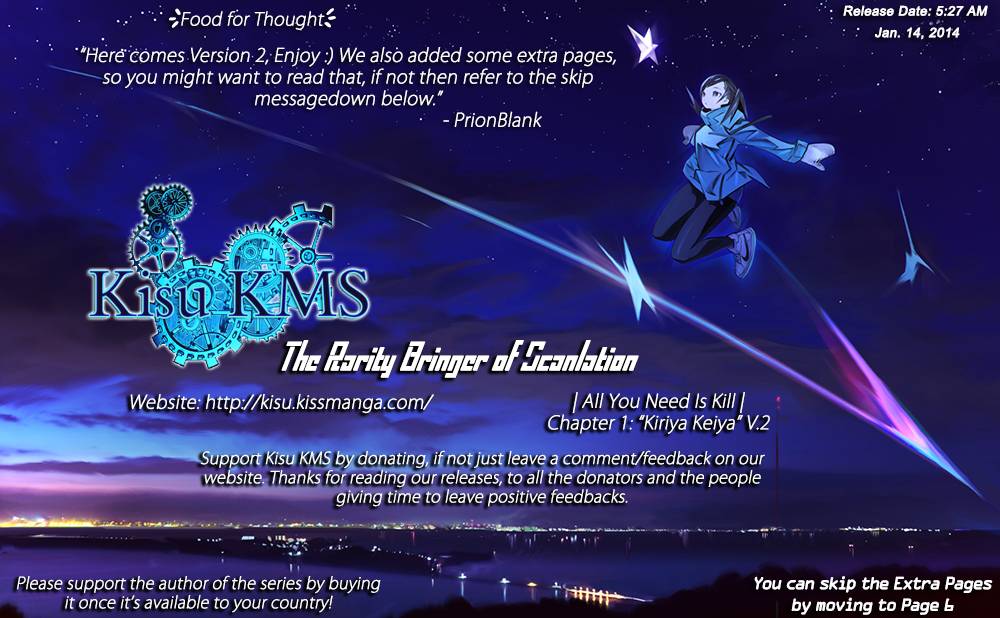 Food for Thought
Release Date: 5:27 AM
Jan. 14, 2014
"Here comes Version 2, Enjoy :) We also added some extra pages,
so you might want to read that, if not then refer to the skip
messagedown below."
- PrionBlank
Kisu KMS
The Rarity Bringer of Scanlation
Website: http://kisu.kissmanga.com/
| All You Need Is Kill |
Chapter 1: "Kiriya Keiya" V.2
Support Kisu KMS by donating, if not just leave a comment/feedback on our
website. Thanks for reading our releases, to all the donators and the people
giving time to leave positive feedbacks.
Please support the author of the series by buying
it once it's available to your country!
You can skip the Extra Pages
by moving to Page 6